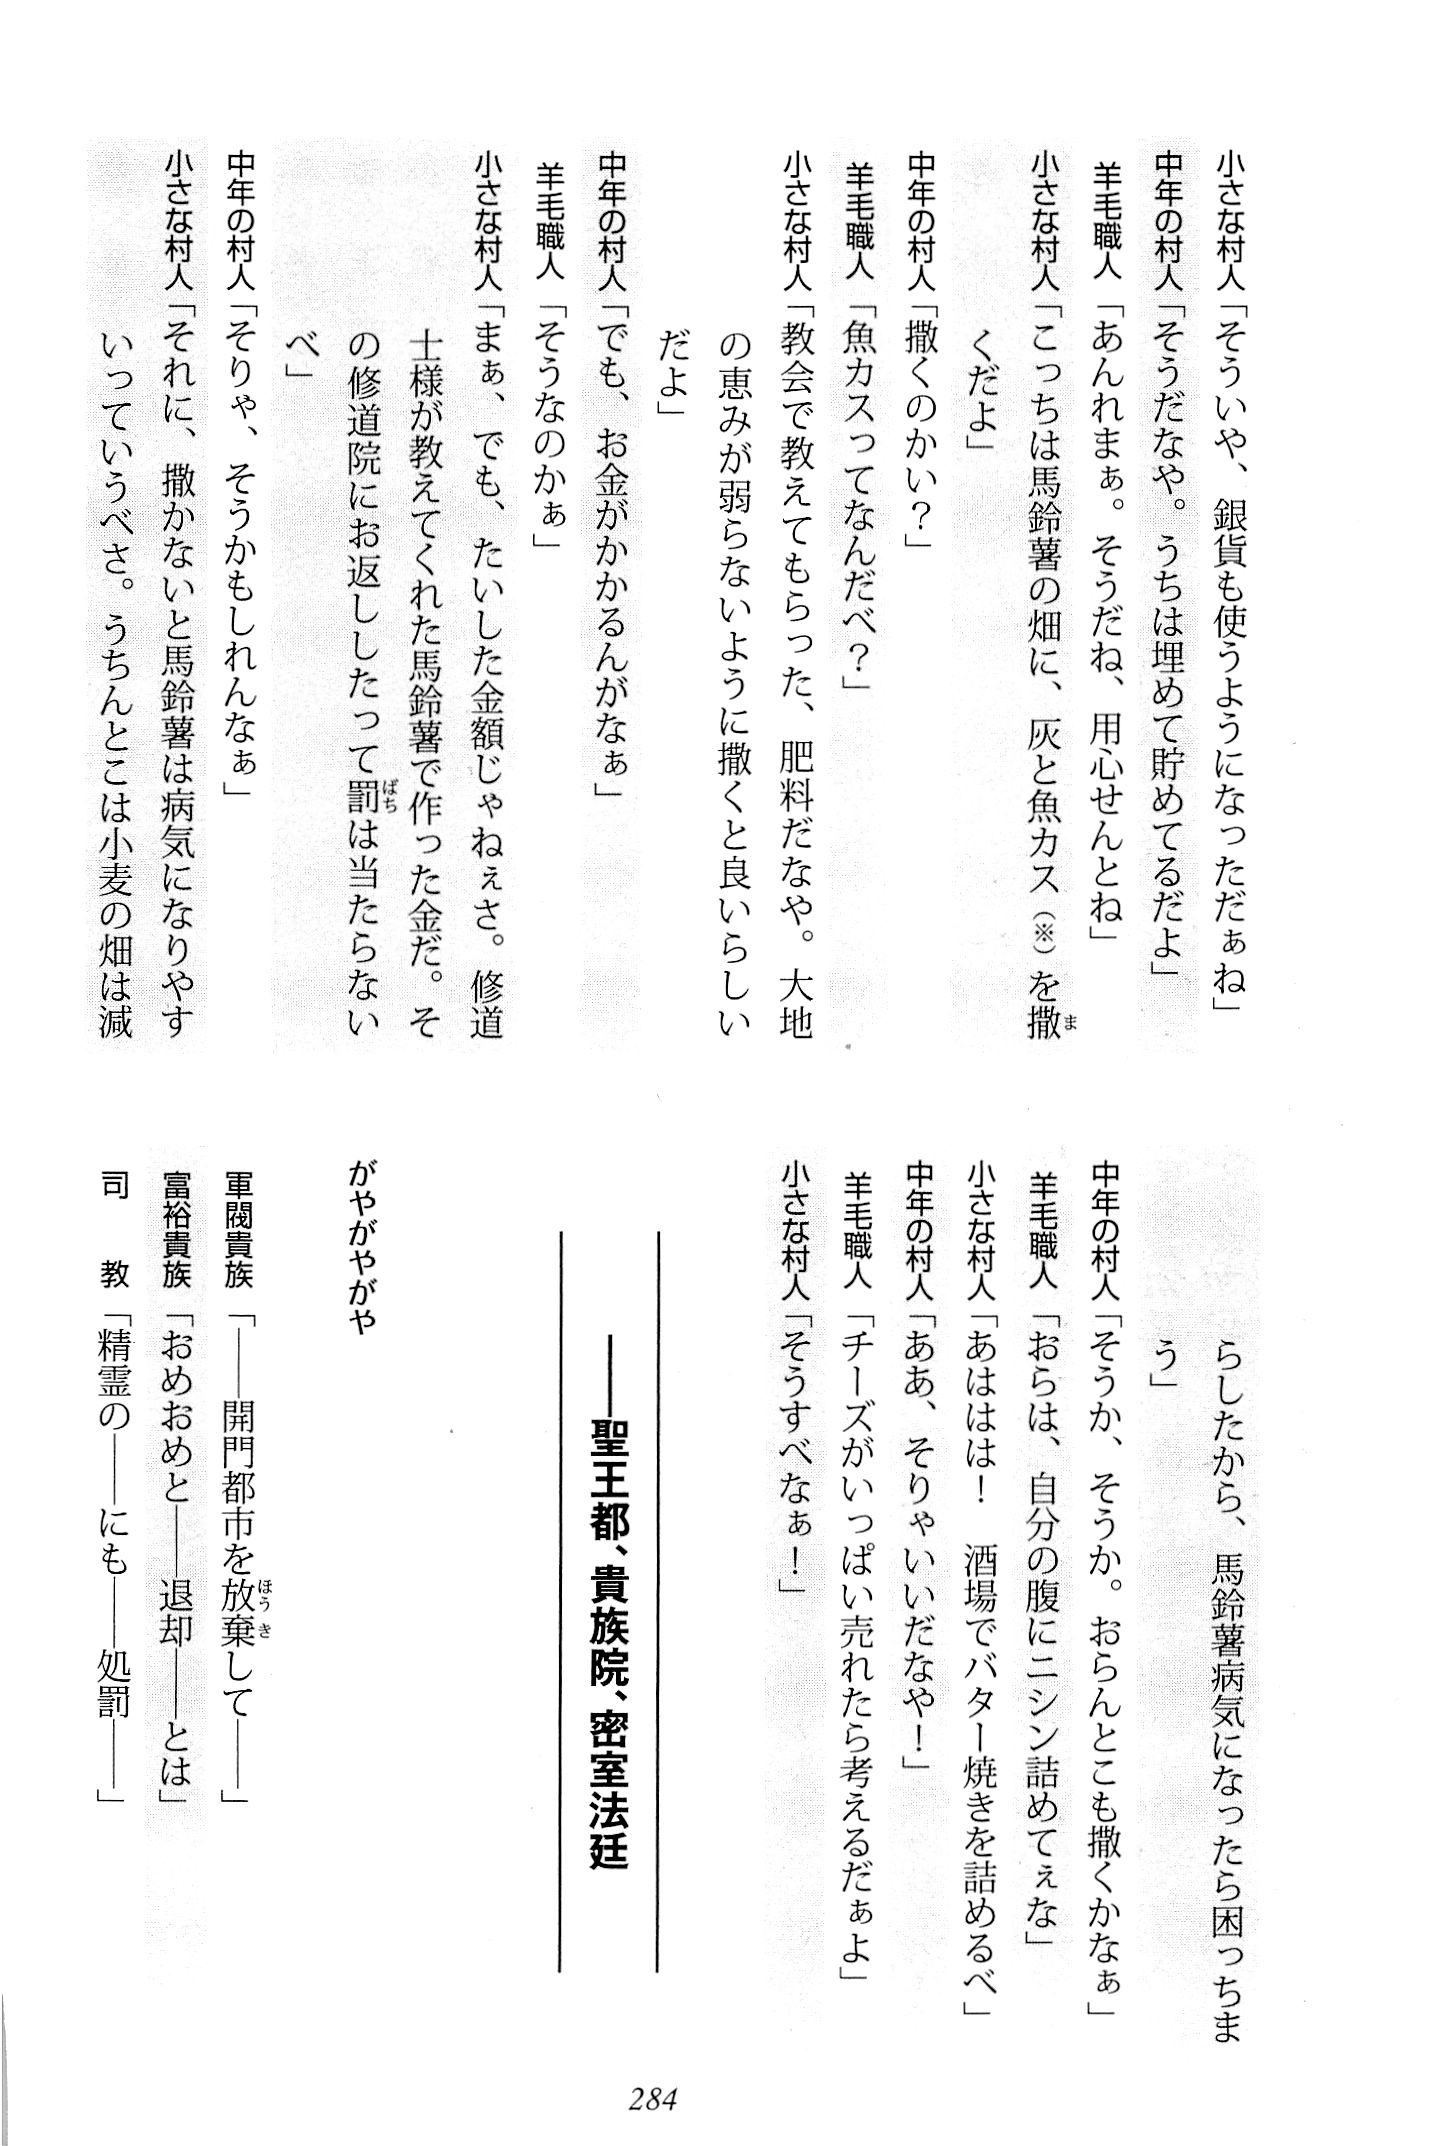 小さな村人「そういや、銀貨も使うようになっただぁね」
中年の村人「そうだなや。うちは埋めて貯めてるだよ」
羊毛職人「あんれまぁ。そうだね、用心せんとね」
小さな村人「こっちは馬鈴薯の畑に、灰と魚カス（※）を撒
くだよ」
中年の村人「撒くのかい？」
羊毛職人「魚カスってなんだべ？」
小さな村人「教会で教えてもらった、肥料だなや。大地
の恵みが弱らないように撒くと良いらしい
だよ」
中年の村人「でも、お金がかかるんがなぁ」
羊毛職人「そうなのかぁ」
小さな村人「まぁ、でも、たいした金額じゃねぇさ。修道
士様が教えてくれた馬鈴薯で作った金だ。そ
の修道院にお返ししたって罰は当たらない
べ」
中年の村人「そりゃ、そうかもしれんなぁ」
小さな村人「それに、撒かないと馬鈴薯は病気になりやす
いっていうべさ。うちんとこは小麦の畑は減
らしたから、馬鈴薯病気になったら困っちま
う」
中年の村人「そうか、そうか。おらんとこも撒くかなぁ」
羊毛職人「おらは、自分の腹にニシン詰めてぇな」
小さな村人「あははは！　酒場でバター焼きを詰めるべ」
中年の村人「ああ、そりゃいいだなや！」
羊毛職人「チーズがいっぱい売れたら考えるだぁよ」
小さな村人「そうすべなぁ！」
――聖王都、貴族院、密室法廷
がやがやがや
軍閥貴族「――開門都市を放棄して――」
富裕貴族「おめおめと――退却――とは」
司　教「精霊の――にも――処罰――」
ま
ばち
ほうき
284